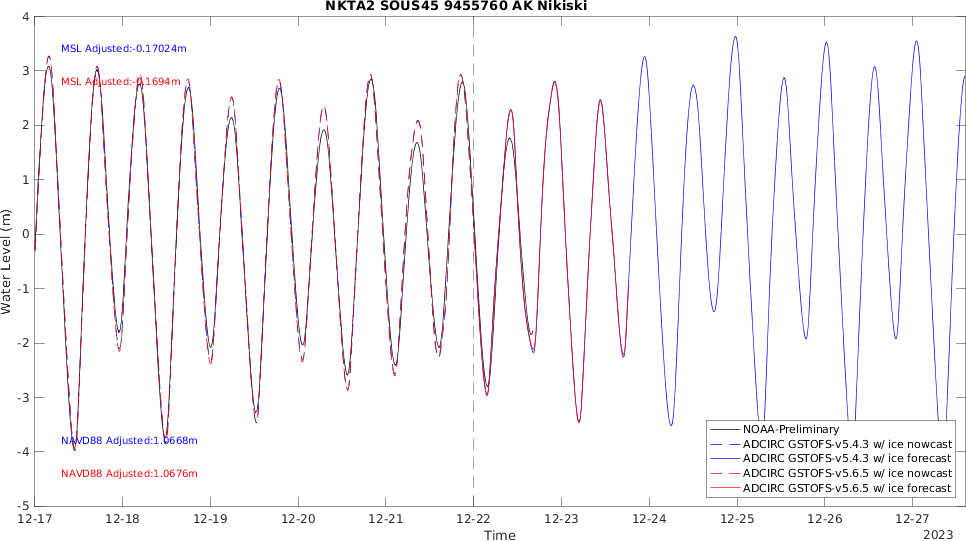 NKTA2 SOUS45 9455760 AK Nikiski
4
3
2
1
0
-1
-2
-3
-4
-5
Water Level (m)
MSL Adjusted:-0.17024m
MSL Adjusted:-0.1694m
NAVD88 Adjusted:1.0668m
NAVD88 Adjusted:1.0676m
NOAA-Preliminary
ADCIRC GSTOFS-v5.4.3 w/ ice nowcast
ADCIRC GSTOFS-v5.4.3 w/ ice forecast
ADCIRC GSTOFS-v5.6.5 w/ ice nowcast
ADCIRC GSTOFS-v5.6.5 w/ ice forecast
12-17 12-18 12-19 12-20 12-21 12-22 12-23 12-24 12-25 12-26 12-27
Time
2023